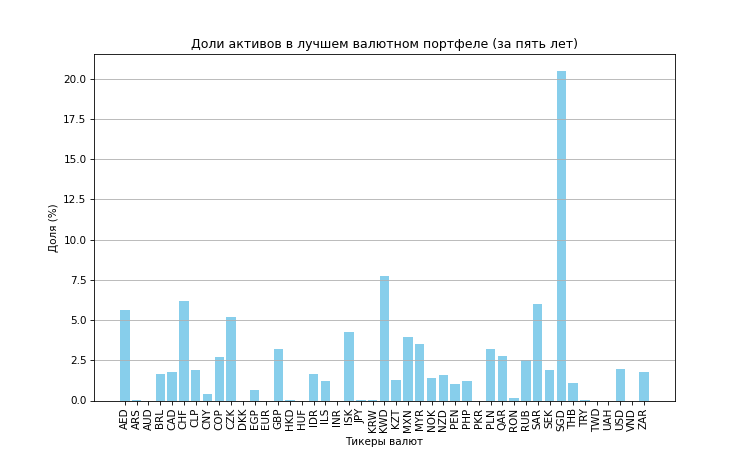 Доли активов в лучшем валютном портфеле (за пять лет)
Доля (%)
20.0
17.5
15.0
12.5
10.0
7.5
5.0
2.5
0.0
AED ARS AUD BRL CAD CHF CLP CNY COP CZK DKK EGP EUR GBP HKD HUF IDR ILS INR ISK JPY KRW KWD KZT MXN MYR NOK NZD PEN PHP PKR PLN QAR RON RUB SAR SEK SGD THB TRY TWD UAH USD VND ZAR
Тикеры валют